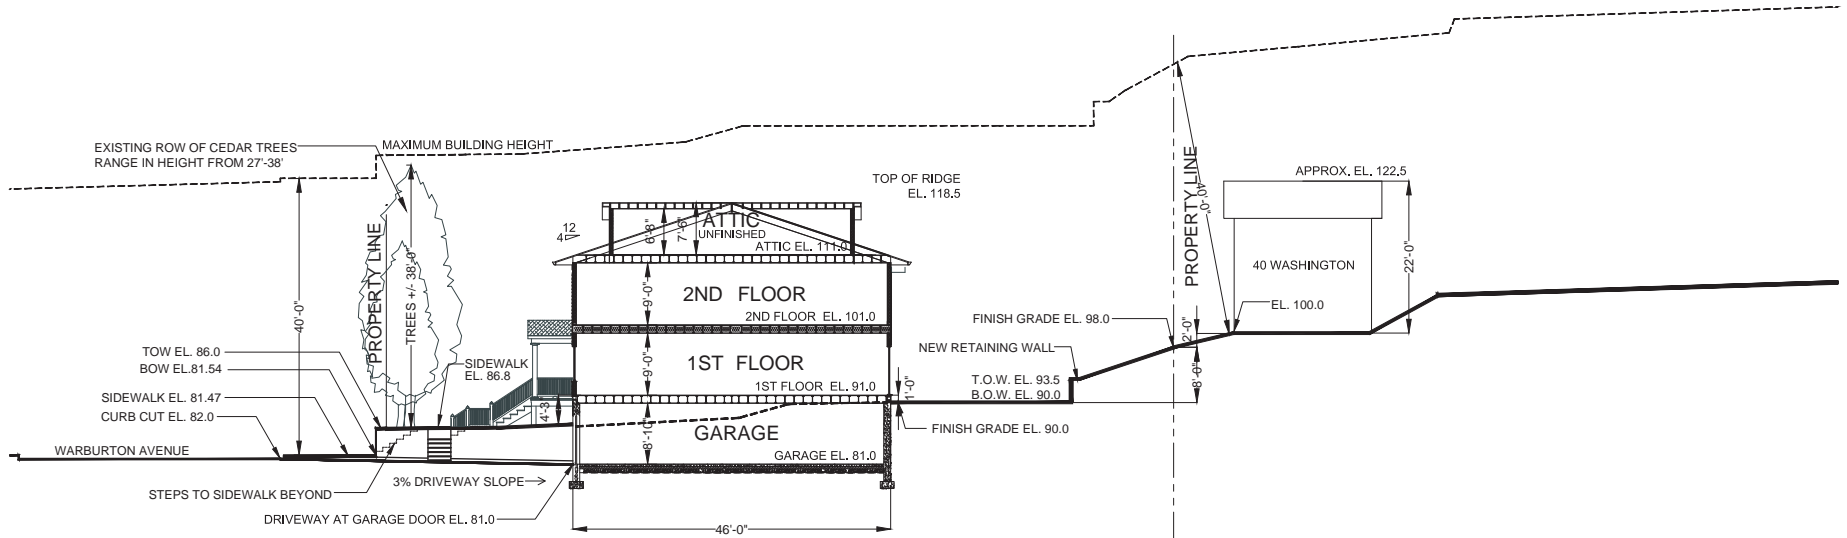 EXISTING ROW OF CEDAR TREES
RANGE IN HEIGHT FROM 27'-38'
MAXIMUM BUILDING HEIGHT
PROPERTY LINE
TREES +/- 38'-0"
40'-0"
TOW EL. 86.0
BOW EL.81.54
SIDEWALK EL. 81.47
CURB CUT EL. 82.0
WARBURTON AVENUE
STEPS TO SIDEWALK BEYOND
3% DRIVEWAY SLOPE
DRIVEWAY AT GARAGE DOOR EL. 81.0
SIDEWALK
EL. 86.8
12
4
TOP OF RIDGE
EL. 118.5
6'-8"
7'-6"
ATTIC
UNFINISHED
ATTIC EL. 111.0
9'-0"
2ND FLOOR
2ND FLOOR EL. 101.0
9'-0"
1ST FLOOR
1ST FLOOR EL. 91.0
4'-3
8'-10"
GARAGE
GARAGE EL. 81.0
46'-0"
1'-0"
FINISH GRADE EL. 90.0
FINISH GRADE EL. 98.0
NEW RETAINING WALL
T.O.W. EL. 93.5
B.O.W. EL. 90.0
PROPERTY LINE
40'-0"
2'-0"
8'-0"
APPROX. EL. 122.5
40 WASHINGTON
22'-0"
EL. 100.0